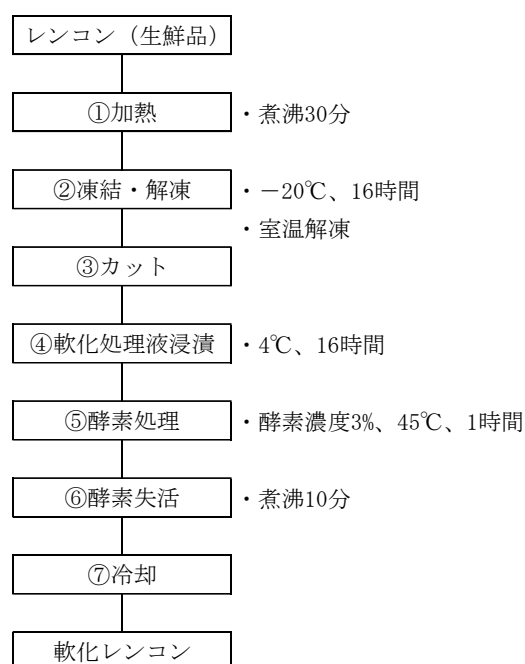 レンコン（生鮮品）
①加熱 ・煮沸30分
②凍結・解凍 ・－20℃、16時間
・室温解凍
③カット
④軟化処理液浸漬 ・4℃、16時間
⑤酵素処理 ・酵素濃度3%、45℃、1時間
⑥酵素失活 ・煮沸10分
⑦冷却
軟化レンコン